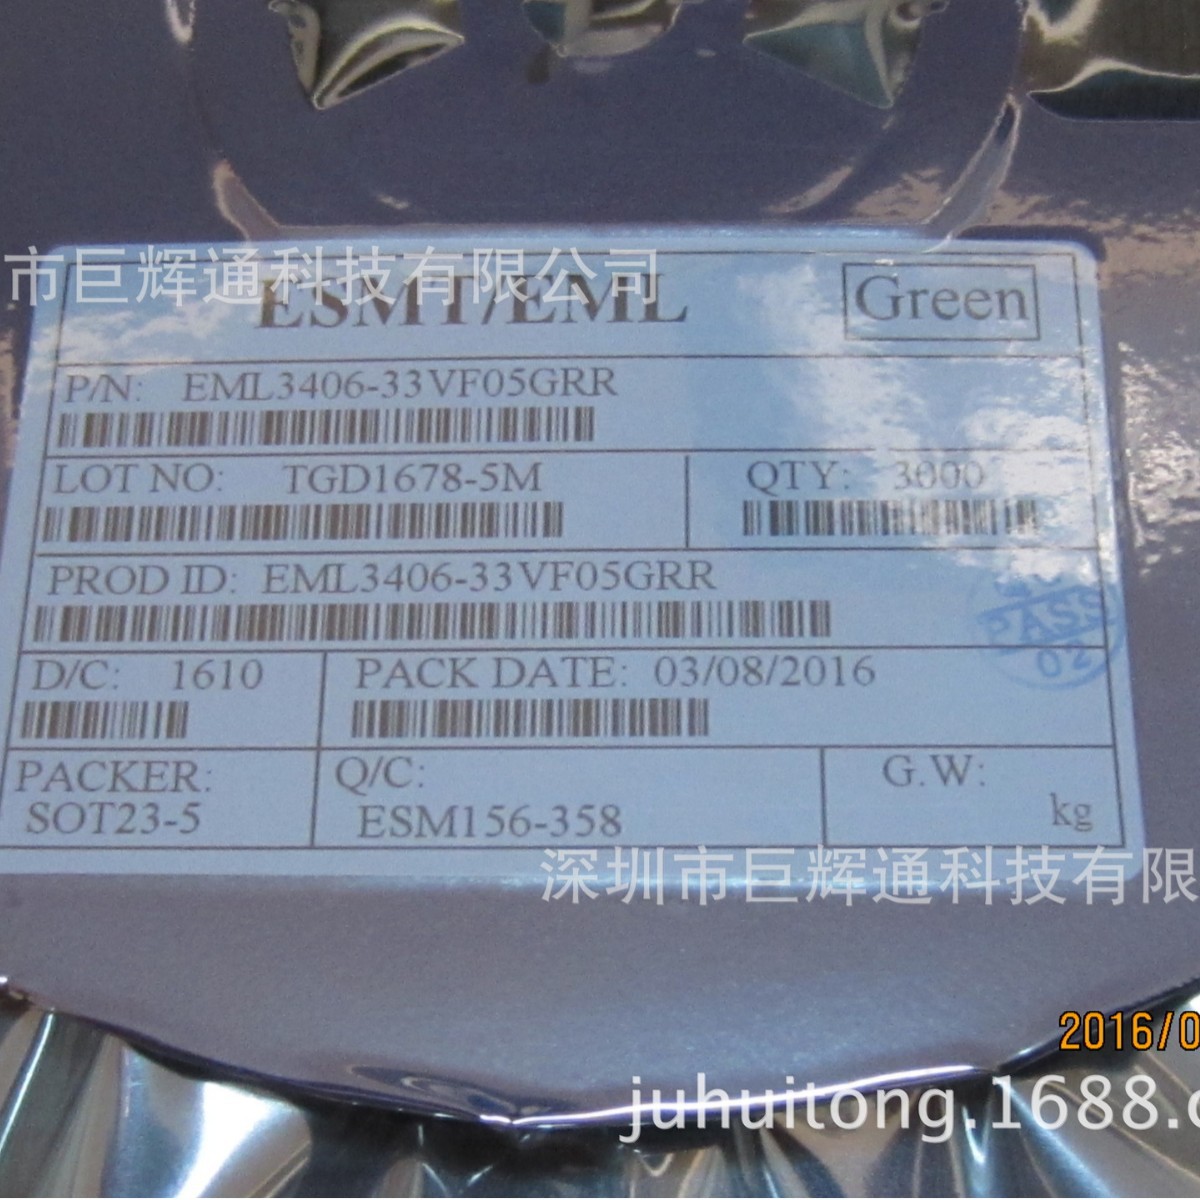 市巨辉通科技有限公司
ESMT/EML
Green
P/N: EML3406-33VF05GRR
LOT NO: TGD1678-5M
QTY: 3000
PROD ID: EML3406-33VF05GRR
PASS
02
D/C: 1610
PACK DATE: 03/08/2016
PACKER:
SOT23-5
Q/C:
ESM156-358
G.W:
kg
深圳市巨辉通科技有限
2016/0
juhuitong.1688.c